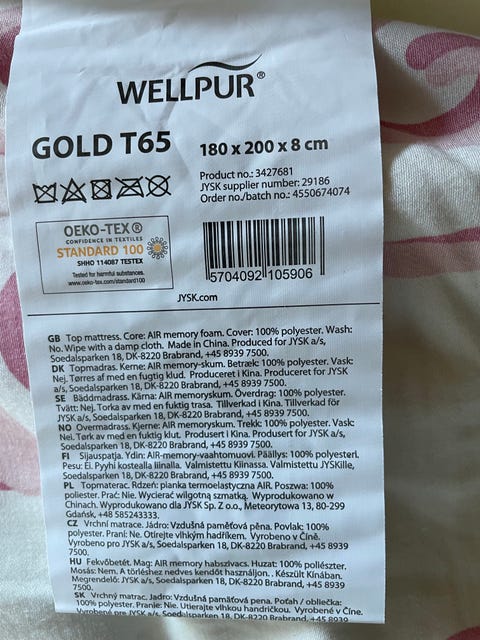 WELLPUR®
GOLD T65
180 x 200 x 8 cm
Product no.: 3427681
JYSK supplier number: 29186
Order no./batch no.: 4550674074
OEKO-TEX®
CONFIDENCE IN TEXTILES
STANDARD 100
SHHO 114087 TESTEX
Tested for harmful substances.
www.oeko-tex.com/standard100
5704092 105906
JYSK.com
GB Top mattress. Core: AIR memory foam. Cover: 100% polyester. Wash:
No. Wipe with a damp cloth. Made in China. Produced for JYSK a/s,
Soedalsparken 18, DK-8220 Brabrand, +45 8939 7500.
DK Topmadras. Kerne: AIR memory-skum. Betræk: 100% polyester. Vask:
Nej. Tørres af med en fugtig klud. Produceret i Kina. Produceret for JYSK
a/s, Soedalsparken 18, DK-8220 Brabrand, +45 8939 7500.
SE Bäddmadrass. Kärna: AIR memoryskum. Överdrag: 100% polyester.
Tvätt: Nej. Torka av med en fuktig trasa. Tillverkad i Kina. Tillverkad för
JYSK a/s, Soedalsparken 18, DK-8220 Brabrand, +45 8939 7500.
NO Overmadrass. Kjerne: AIR memoryskum. Trekk: 100% polyester. Vask:
Nei. Tørk av med en fuktig klut. Produsert i Kina. Produsert for JYSK a/s,
Soedalsparken 18, DK-8220 Brabrand, +45 8939 7500.
FI Sijauspatja. Ydin: AIR-memory-vaahtomuovi. Päällys: 100% polyesteri.
Pesu: Ei. Pyyhi kostealla liinalla. Valmistettu Kiinassa. Valmistettu JYSKille,
Soedalsparken 18, DK-8220 Brabrand, +45 8939 7500.
PL Topmaterac. Rdzeń: pianka termoelastyczna AIR. Poszwa: 100%
poliester. Prać: Nie. Wycierać wilgotną szmatką. Wyprodukowano w
Chinach. Wyprodukowano dla JYSK Sp. Z o.o., Meteorytowa 13, 80-299
Gdańsk, +48 585243333.
CZ Vrchní matrace. Jádro: Vzdušná paměťová pěna. Povlak: 100%
polyester. Praní: Ne. Otírejte vlhkým hadříkem. Vyrobeno v Číně.
Vyrobeno pro JYSK a/s, Soedalsparken 18, DK-8220 Brabrand, +45 8939
7500.
HU Fekvőbetét. Mag: AIR memory habszivacs. Huzat: 100% poliészter.
Mosás: Nem. A törléshez nedves kendőt használjon. . Készült Kínában.
Megrendelő: JYSK a/s, Soedalsparken 18, DK-8220 Brabrand, +45 8939 7500.
SK Vrchný matrac. Jadro: Vzdušná pamäťová pena. Poťah / obliečka:
100% polyester. Pranie: Nie. Utierajte vlhkou handričkou. Vyrobené v Číne.
Vyrobené pre JYSK a/s, Soedalsparken 18, DK-8220 Brabrand, +45 8939